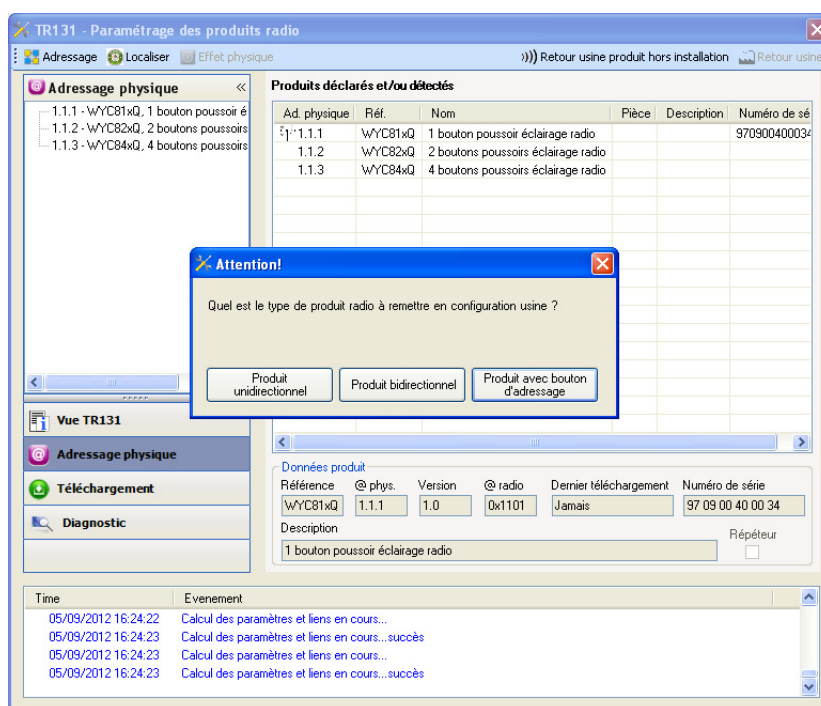 TR131 - Paramétrage des produits radio
Adressage Localiser Effet physique Retour usine produit hors installation Retour usine
Adressage physique
1.1.1 - WYC81xQ, 1 bouton poussoir é
1.1.2 - WYC82xQ, 2 boutons poussoirs
1.1.3 - WYC84xQ, 4 boutons poussoirs
Produits déclarés et/ou détectés
Ad. physique Réf. Nom Pièce Description Numéro de sé
1.1.1 WYC81xQ 1 bouton poussoir éclairage radio 970900400034
1.1.2 WYC82xQ 2 boutons poussoirs éclairage radio
1.1.3 WYC84xQ 4 boutons poussoirs éclairage radio
Attention!
Quel est le type de produit radio à remettre en configuration usine ?
Produit unidirectionnel
Produit bidirectionnel
Produit avec bouton d'adressage
Vue TR131
Adressage physique
Téléchargement
Diagnostic
Données produit
Référence @ phys. Version @ radio Dernier téléchargement Numéro de série
WYC81xQ 1.1.1 1.0 0x1101 Jamais 97 09 00 40 00 34
Description
1 bouton poussoir éclairage radio
Répéteur
Time Evenement
05/09/2012 16:24:22 Calcul des paramètres et liens en cours...
05/09/2012 16:24:23 Calcul des paramètres et liens en cours...succès
05/09/2012 16:24:23 Calcul des paramètres et liens en cours...
05/09/2012 16:24:23 Calcul des paramètres et liens en cours...succès